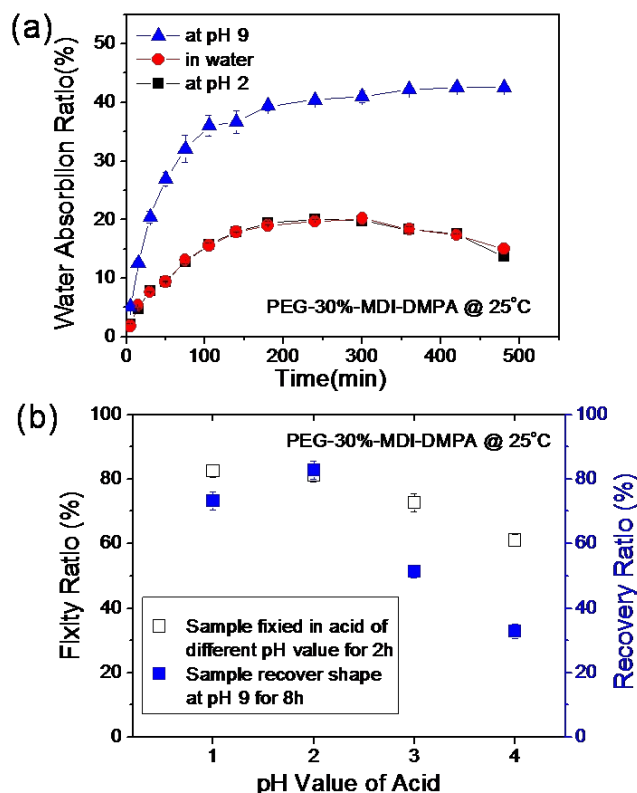 (a)
50
40
30
20
10
0
Water Absorblion Ratio(%)
at pH 9
in water
at pH 2
PEG-30%-MDI-DMPA @ 25°C
0 100 200 300 400 500
Time(min)
(b)
100
80
60
40
20
0
FIxIty Ratio (%)
PEG-30%-MDI-DMPA @ 25°C
Sample fixied in acid of
different pH value for 2h
Sample recover shape
at pH 9 for 8h
100
80
60
40
20
0
Recovery Ratio (%)
1 2 3 4
pH Value of Acid